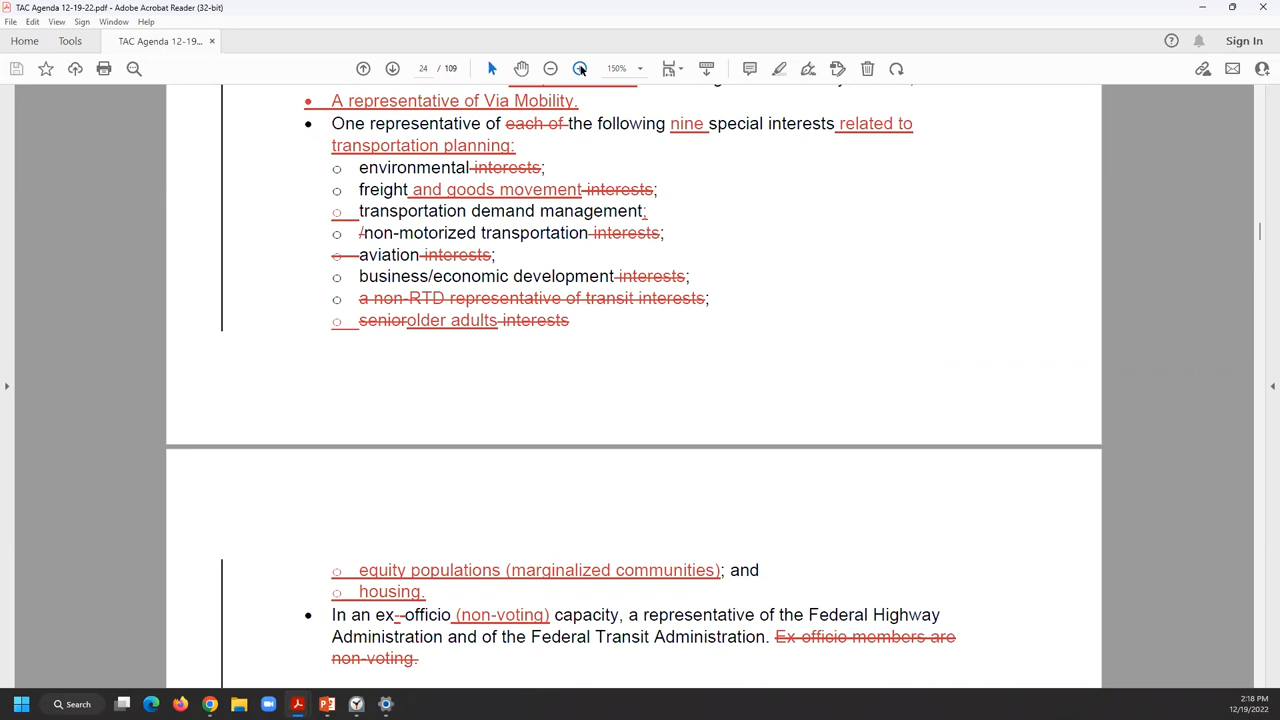 TAC Agenda 12-19-22.pdf - Adobe Acrobat Reader (32-bit)
File Edit View Sign Window Help
Home Tools TAC Agenda 12-19... × Sign In
24 / 109 150%
A representative of Via Mobility.
One representative of each of the following nine special interests related to
transportation planning:
environmental interests;
freight and goods movement interests;
transportation demand management;
/non-motorized transportation interests;
aviation interests;
business/economic development interests;
a non-RTD representative of transit interests;
seniorolder adults interests
equity populations (marginalized communities); and
housing.
In an ex--officio (non-voting) capacity, a representative of the Federal Highway
Administration and of the Federal Transit Administration. Ex officio members are
non-voting.
Search
2:18 PM
12/19/2022